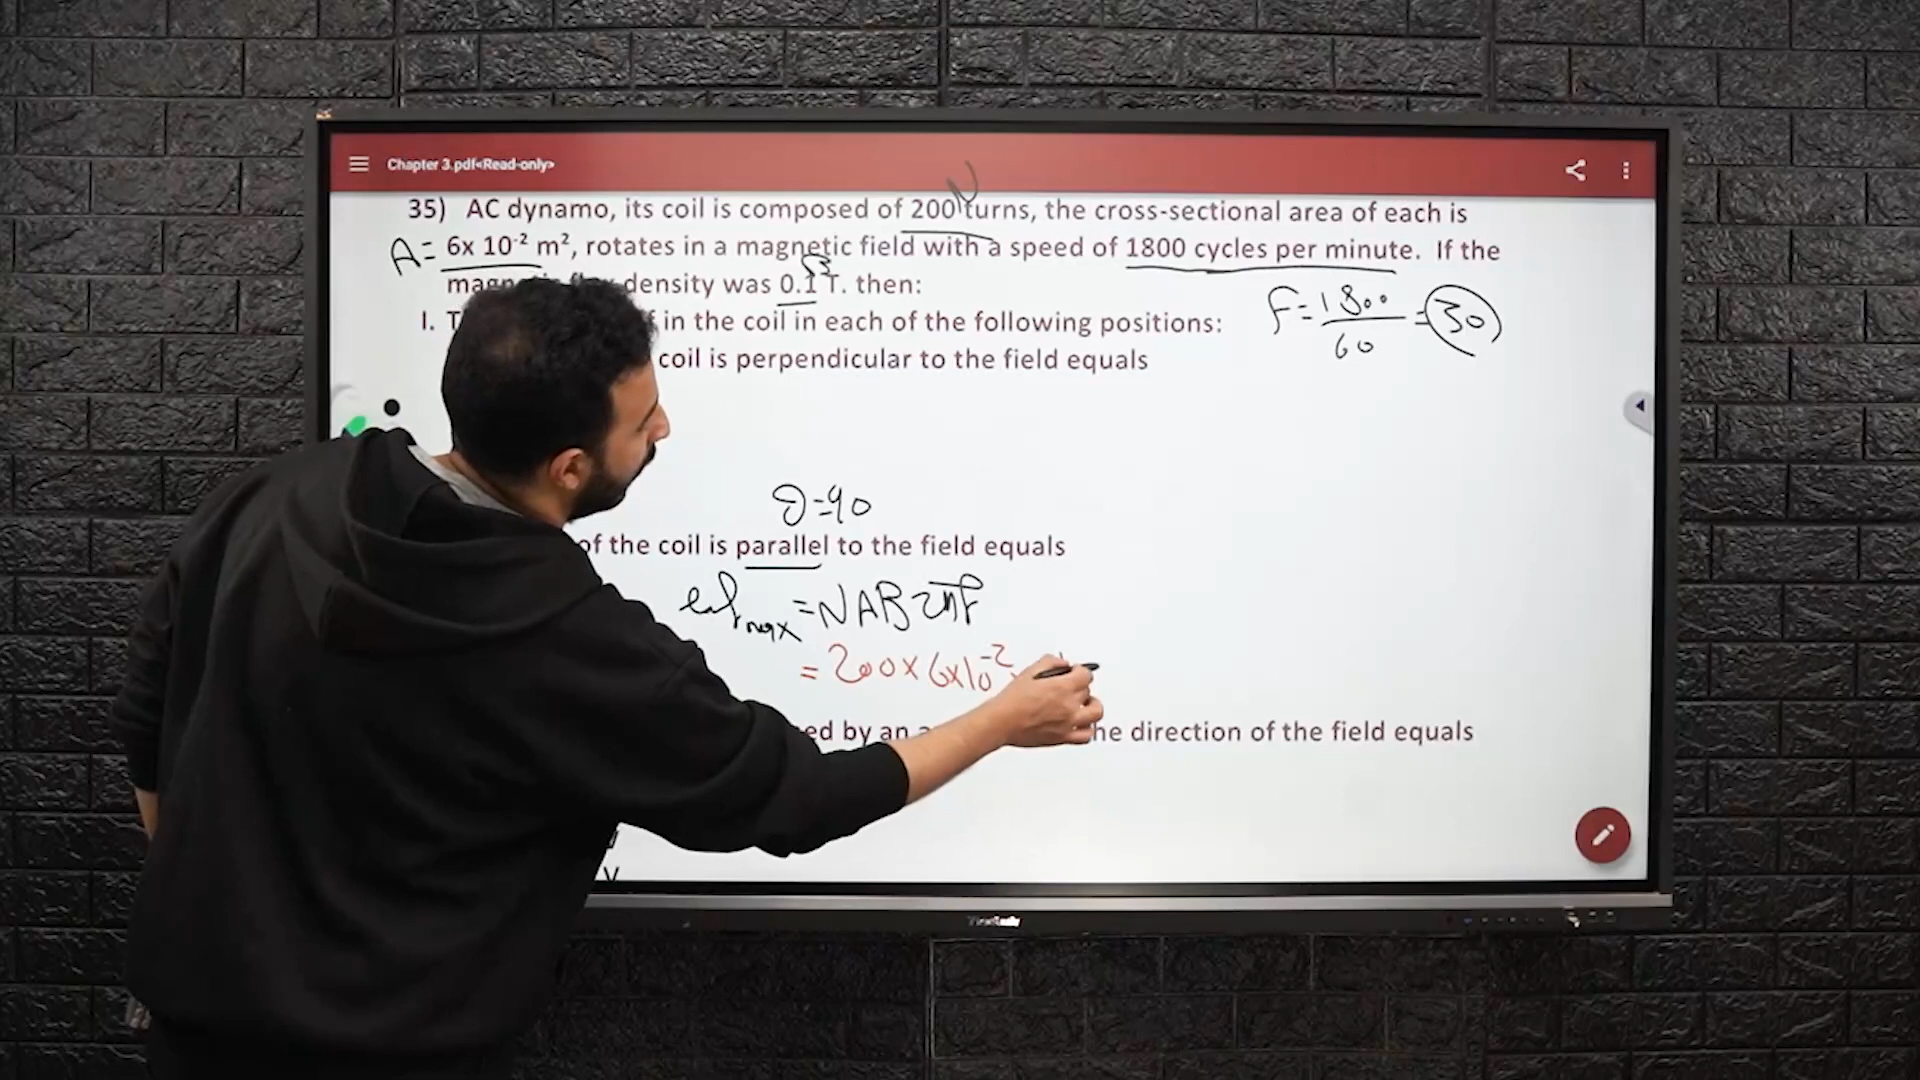 Chapter 3.pdf<Read-only>
N
35) AC dynamo, its coil is composed of 200 turns, the cross-sectional area of each is
A= 6x 10⁻² m², rotates in a magnetic field with a speed of 1800 cycles per minute. If the
density was 0.1 T. then:
I. in the coil in each of the following positions:
F=1800/60=30
coil is perpendicular to the field equals
θ=90
of the coil is parallel to the field equals
emf max =NAB2πF
=200x6x10⁻²
ed by an he direction of the field equals
ViewSonic